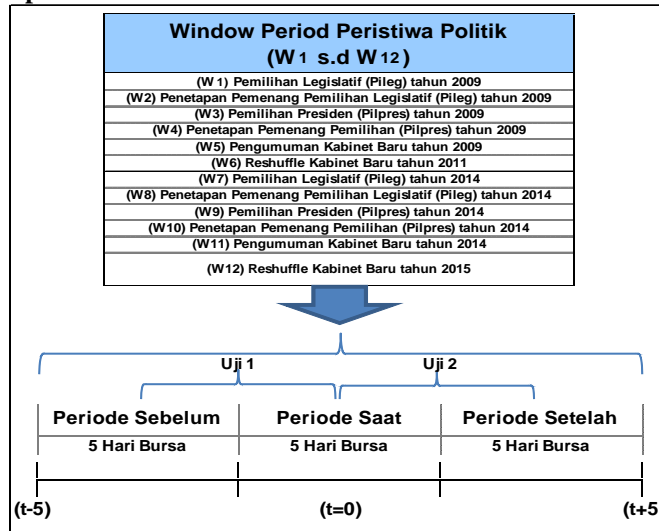 Window Period Peristiwa Politik
(W 1 s.d W 12)
(W 1) Pemilihan Legislatif (Pileg) tahun 2009
(W2) Penetapan Pemenang Pemilihan Legislatif (Pileg) tahun 2009
(W3) Pemilihan Presiden (Pilpres) tahun 2009
(W4) Penetapan Pemenang Pemilihan (Pilpres) tahun 2009
(W5) Pengumuman Kabinet Baru tahun 2009
(W6) Reshuffle Kabinet Baru tahun 2011
(W7) Pemilihan Legislatif (Pileg) tahun 2014
(W8) Penetapan Pemenang Pemilihan Legislatif (Pileg) tahun 2014
(W9) Pemilihan Presiden (Pilpres) tahun 2014
(W10) Penetapan Pemenang Pemilihan (Pilpres) tahun 2014
(W11) Pengumuman Kabinet Baru tahun 2014
(W12) Reshuffle Kabinet Baru tahun 2015
Uji 1 Uji 2
Periode Sebelum Periode Saat Periode Setelah
5 Hari Bursa 5 Hari Bursa 5 Hari Bursa
(t-5) (t=0) (t+5